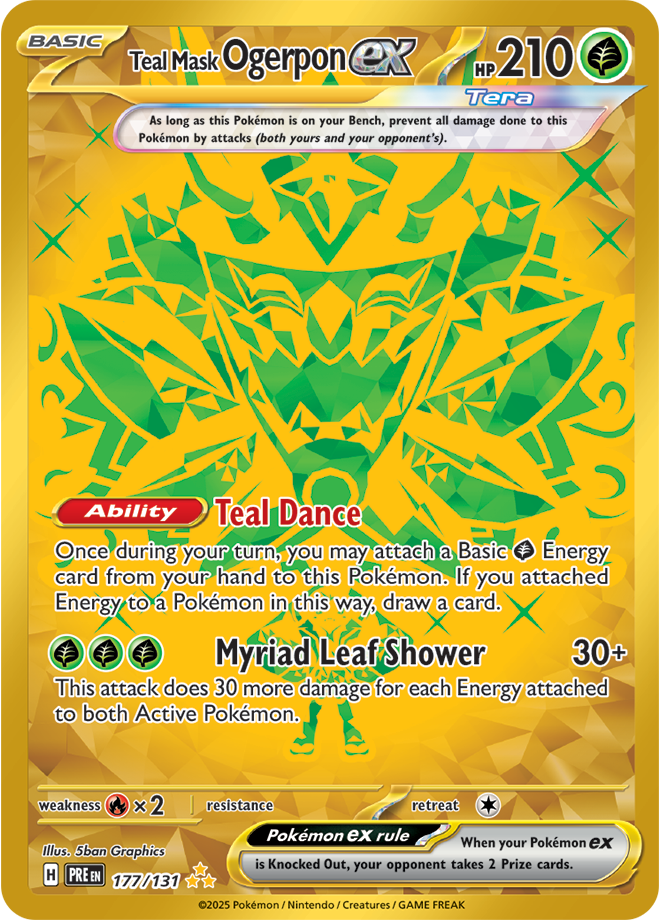 BASIC
Teal Mask Ogerpon ex HP 210
Tera
As long as this Pokémon is on your Bench, prevent all damage done to this
Pokémon by attacks (both yours and your opponent's).
Ability Teal Dance
Once during your turn, you may attach a Basic Energy
card from your hand to this Pokémon. If you attached
Energy to a Pokémon in this way, draw a card.
Myriad Leaf Shower 30+
This attack does 30 more damage for each Energy attached
to both Active Pokémon.
weakness ×2 resistance retreat
Illus. 5ban Graphics
H PRE EN 177/131
Pokémon ex rule When your Pokémon ex
is Knocked Out, your opponent takes 2 Prize cards.
©2025 Pokémon / Nintendo / Creatures / GAME FREAK